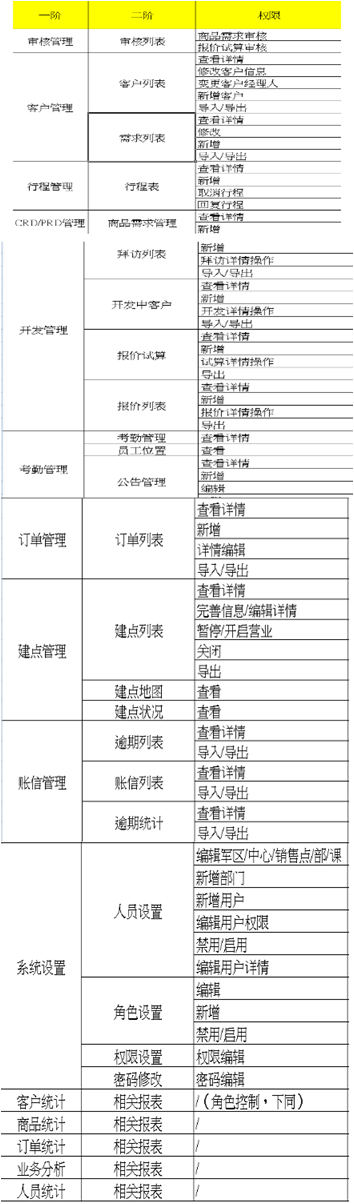 一阶 二阶 权限
审核管理 审核列表 商品需求审核
报价试算审核
客户管理 客户列表 查看详情
修改客户信息
变更客户经理人
新增客户
导入/导出
需求列表 查看详情
修改
新增
导入/导出
行程管理 行程表 查看详情
新增
取消行程
回复行程
CRD/PRD管理 商品需求管理 查看详情
新增
开发管理 拜访列表 新增
拜访详情操作
导入/导出
开发中客户 查看详情
新增
开发详情操作
导入/导出
报价试算 查看详情
新增
试算详情操作
导出
报价列表 查看详情
新增
报价详情操作
导出
考勤管理 考勤管理 查看详情
员工位置 查看
公告管理 查看详情
新增
编辑
订单管理 订单列表 查看详情
新增
详情编辑
导入/导出
建点管理 建点列表 查看详情
完善信息/编辑详情
暂停/开启营业
关闭
导出
建点地图 查看
建点状况 查看
账信管理 逾期列表 查看详情
导入/导出
账信列表 查看详情
导入/导出
逾期统计 查看详情
导入/导出
系统设置 人员设置 编辑军区/中心/销售点/部/课
新增部门
新增用户
编辑用户权限
禁用/启用
编辑用户详情
角色设置 编辑
新增
禁用/启用
权限设置 权限编辑
密码修改 密码编辑
客户统计 相关报表 /（角色控制，下同）
商品统计 相关报表 /
订单统计 相关报表 /
业务分析 相关报表 /
人员统计 相关报表 /